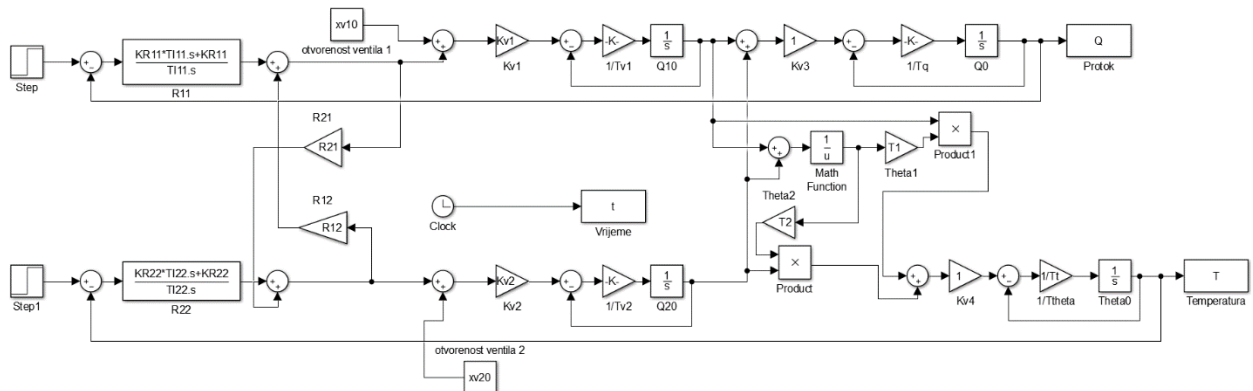 xv10
otvorenost ventila 1
Step
KR11*TI11.s+KR11
TI11.s
R11
Kv1
Kv1
-K-
1/Tv1
1
s
Q10
1
Kv3
-K-
1/Tq
1
s
Q0
Q
Protok
R21
R21
1
u
Math
Function
T1
Theta1
×
Product1
R12
R12
Clock
t
Vrijeme
Theta2
T2
×
Product
Step1
KR22*TI22.s+KR22
TI22.s
R22
Kv2
Kv2
-K-
1/Tv2
1
s
Q20
1
Kv4
1/Tt
1/Ttheta
1
s
Theta0
T
Temperatura
otvorenost ventila 2
xv20